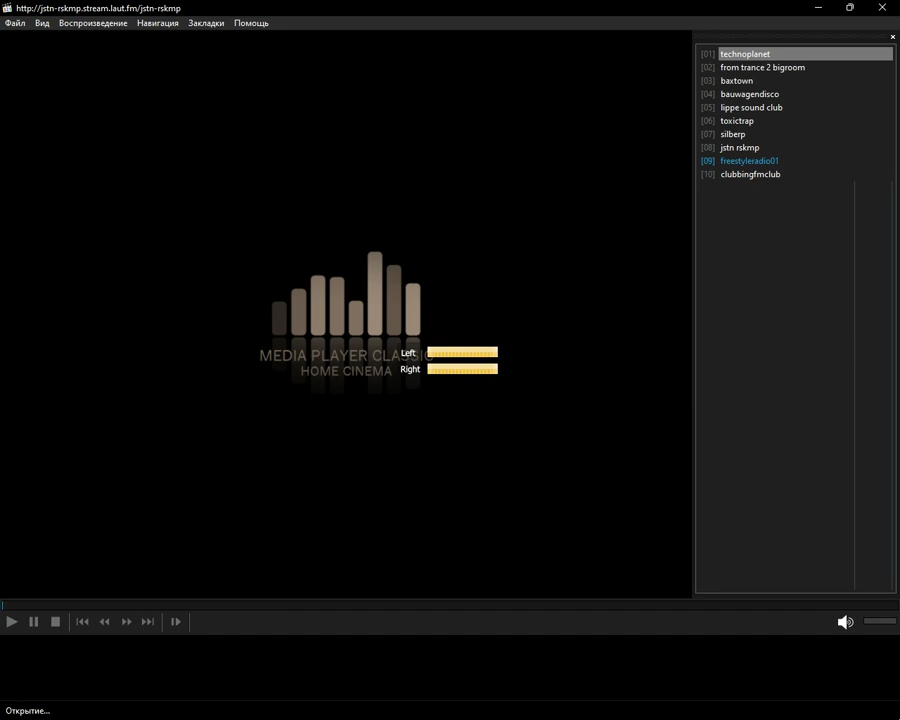 http://jstn-rskmp.stream.laut.fm/jstn-rskmp
Файл Вид Воспроизведение Навигация Закладки Помощь
[01] technoplanet
[02] from trance 2 bigroom
[03] baxtown
[04] bauwagendisco
[05] lippe sound club
[06] toxictrap
[07] silberp
[08] jstn rskmp
[09] freestyleradio01
[10] clubbingfmclub
MEDIA PLAYER CLASSIC
HOME CINEMA
Left
Right
Открытие...